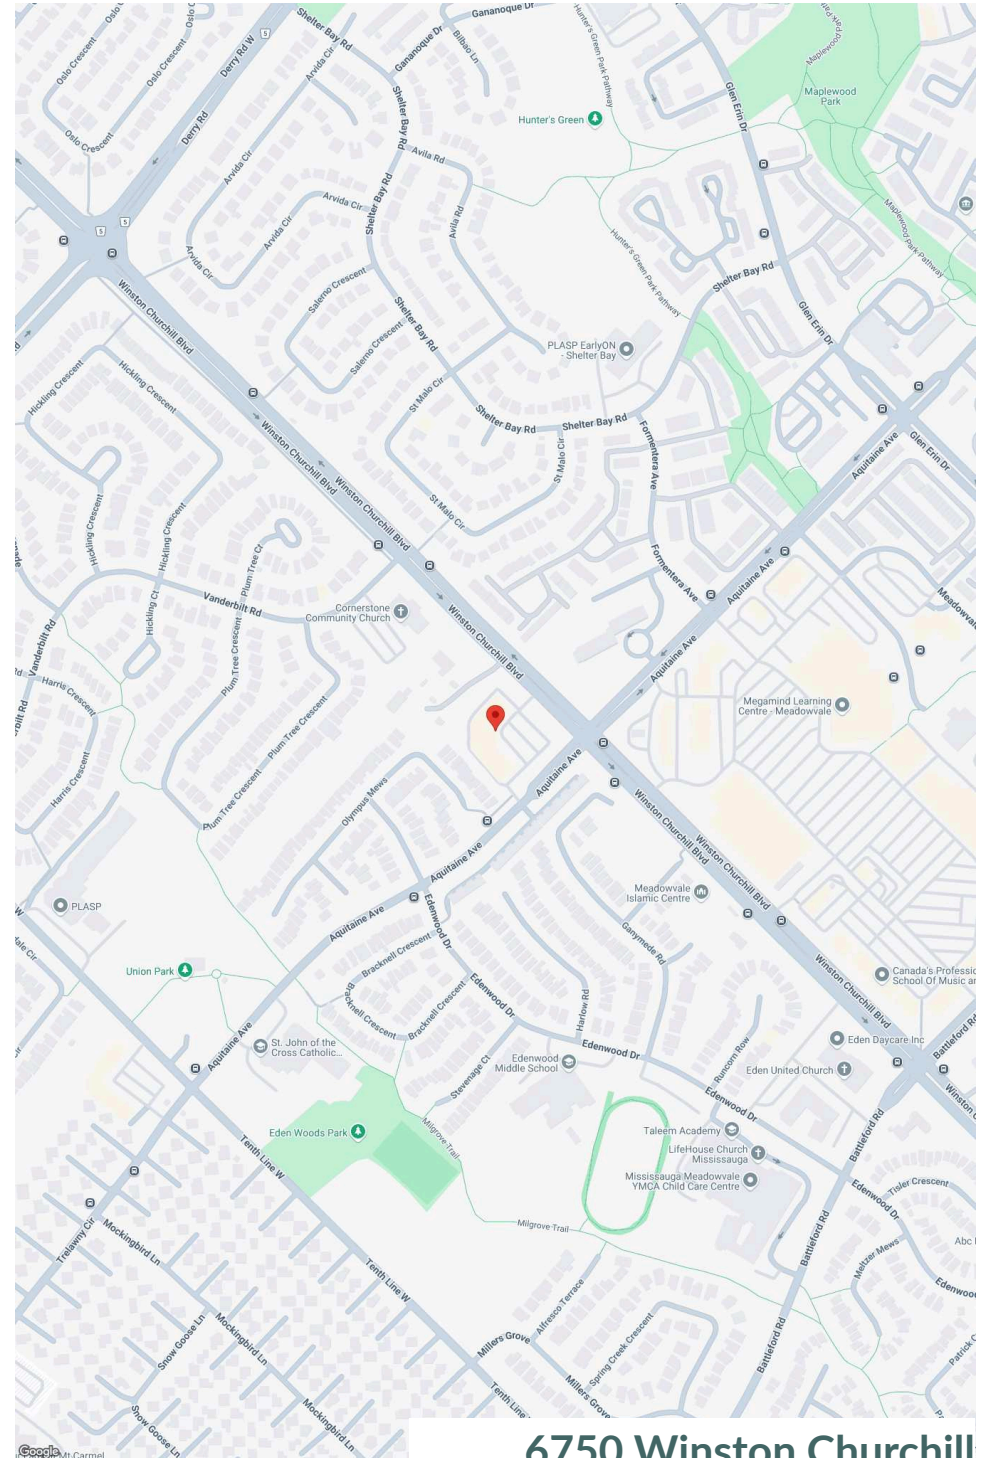 Oslo Crescent
Oslo Crescent
Oslo C
Derry Rd W
5
Shelter Bay Rd
Arvida Cir
Gananoque Dr
Gananoque Dr
Bilbao Ln
Hunter's Green Park Pathway
Maplewood
Maplewood
Park
Glen Erin Dr
Hunter's Green
Derry Rd
Shelter Bay Rd
Oslo Crescent
Arvida Cir
Avila Rd
Arvida Cir
Shelter Bay Rd
Avila Rd
Maplewood Park Pathway
5
5
Arvida Cir
Arvida Cir
Hunter's Green Park Pathway
Shelter Bay Rd
Salerno Crescent
Winston Churchill Blvd
Shelter Bay Rd
Glen Erin Dr
Salerno Crescent
PLASP EarlyON
- Shelter Bay
Hickling Crescent
Hickling Crescent
St Malo Cir
Shelter Bay Rd
Shelter Bay Rd
Formentera Ave
Glen Erin Dr
Aquitaine Ave
Winston Churchill Blvd
Winston Churchill Blvd
St Malo Cir
St Malo Cir
Hickling Crescent
Hickling Crescent
Plum Tree Ct
Formentera Ave
Aquitaine Ave
Meadowva
Vanderbilt Rd
Hickling Ct
Cornerstone
Community Church
Winston Churchill Blvd
Vanderbilt Rd
Plum Tree Crescent
Aquitaine Ave
Harris Crescent
Plum Tree Crescent
Megamind Learning
Centre - Meadowvale
Harris Crescent
Plum Tree Crescent
Olympus Mews
Aquitaine Ave
Winston Churchill Blvd
Winston Churchill Blvd
Aquitaine Ave
Meadowvale
Islamic Centre
PLASP
Aquitaine Ave
Edenwood Dr
Ganymede Rd
Bracknell Crescent
Union Park
Bracknell Crescent
Bracknell Crescent
Edenwood Dr
Harlow Rd
Winston Churchill Blvd
Canada's Professio
School Of Music an
Aquitaine Ave
St. John of the
Cross Catholic...
Stevenage Ct
Edenwood
Middle School
Edenwood Dr
Runcorn Row
Eden Daycare Inc
Battleford Rd
Eden United Church
Winston C
Edenwood Dr
Eden Woods Park
Milgrove Trail
Taleem Academy
LifeHouse Church
Mississauga
Battleford Rd
Tenth Line W
Mississauga Meadowvale
YMCA Child Care Centre
Edenwood Dr
Tisler Crescent
Trelawny Cir
Mockingbird Ln
Milgrove Trail
Battleford Rd
Meltzer Mews
Abc
Edenwoo
Tenth Line W
Snow Goose Ln
Mockingbird Ln
Alfresco Terrace
Millers Grove
Spring Creek Crescent
Battleford Rd
Patrick C
Tenth Line
Millers Grove
Snow Goose Ln
Mockingbird Ln
Google
Mt Carmel
6750 Winston Churchill